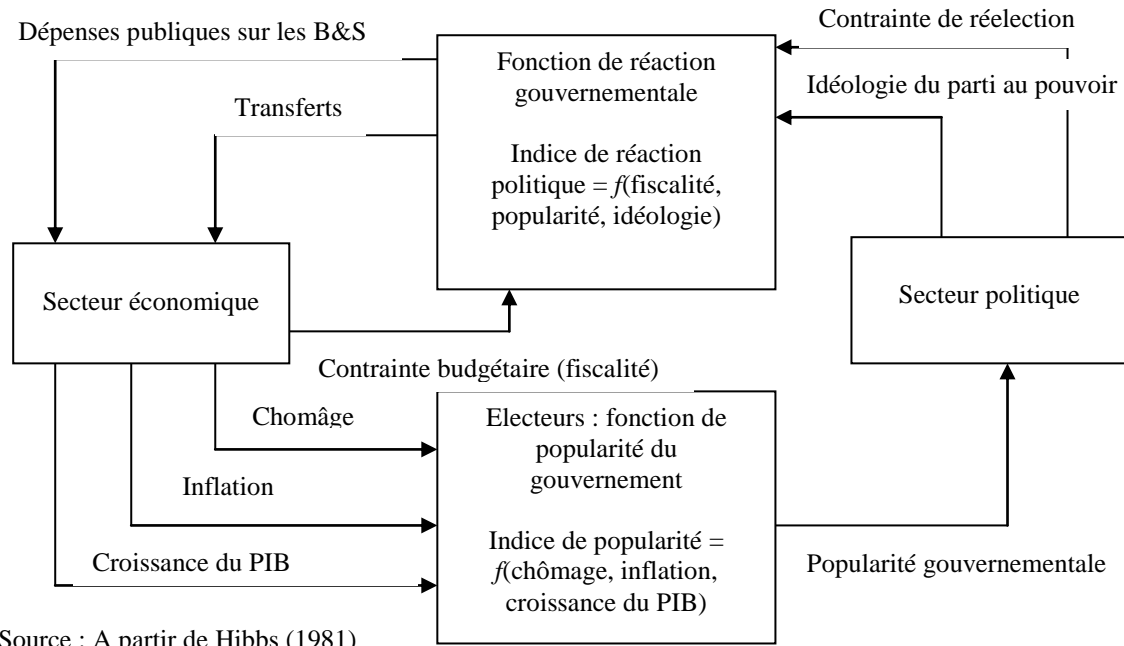 Dépenses publiques sur les B&S
Transferts
Fonction de réaction
gouvernementale
Indice de réaction
politique = f(fiscalité,
popularité, idéologie)
Contrainte de réelection
Idéologie du parti au pouvoir
Secteur économique
Secteur politique
Contrainte budgétaire (fiscalité)
Chomâge
Inflation
Croissance du PIB
Electeurs : fonction de
popularité du
gouvernement
Indice de popularité =
f(chômage, inflation,
croissance du PIB)
Popularité gouvernementale
Source : A partir de Hibbs (1981)